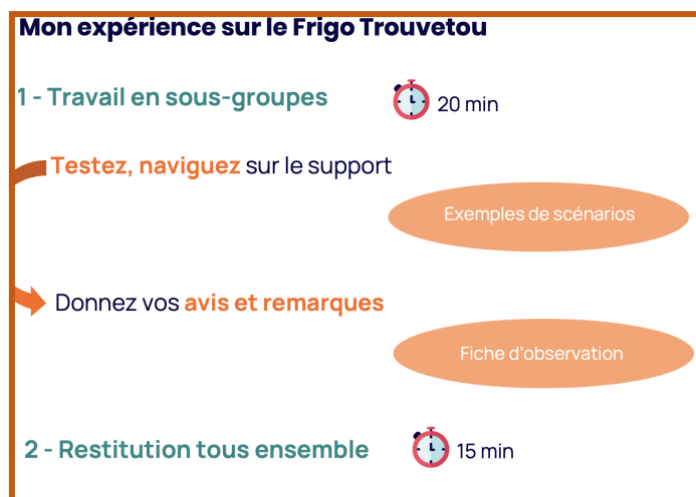 Mon expérience sur le Frigo Trouvetou
1 - Travail en sous-groupes
20 min
Testez, naviguez sur le support
Exemples de scénarios
Donnez vos avis et remarques
Fiche d'observation
2 - Restitution tous ensemble
15 min